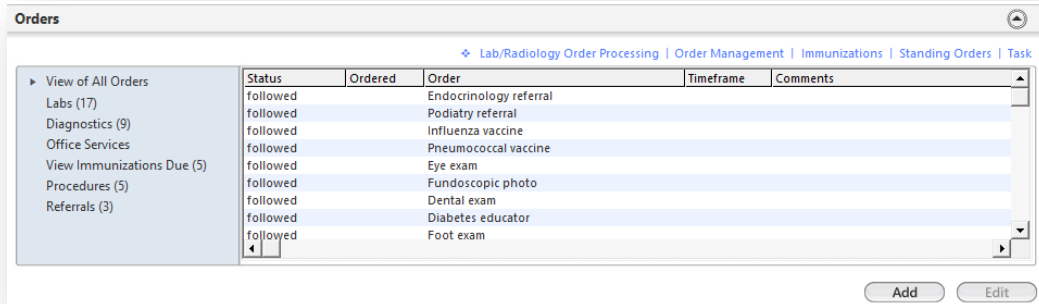 Orders
Lab/Radiology Order Processing | Order Management | Immunizations | Standing Orders | Task
View of All Orders
Labs (17)
Diagnostics (9)
Office Services
View Immunizations Due (5)
Procedures (5)
Referrals (3)
Status Ordered Order Timeframe Comments
followed Endocrinology referral
followed Podiatry referral
followed Influenza vaccine
followed Pneumococcal vaccine
followed Eye exam
followed Fundoscopic photo
followed Dental exam
followed Diabetes educator
followed Foot exam
Add Edit